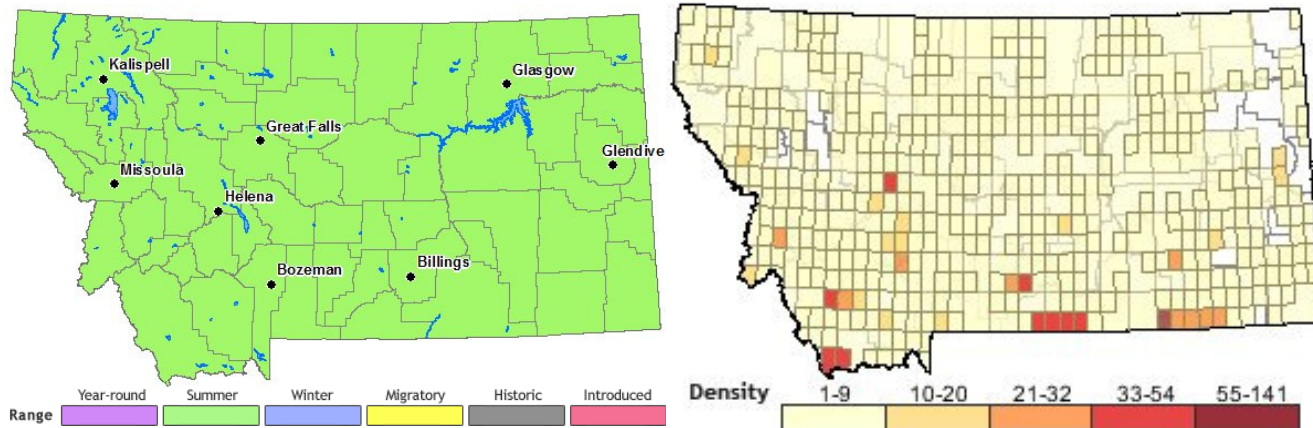 Kalispell
Glasgow
Great Falls
Glendive
Missoula
Helena
Bozeman
Billings
Year-round Summer Winter Migratory Historic Introduced
Range
Density 1-9 10-20 21-32 33-54 55-141